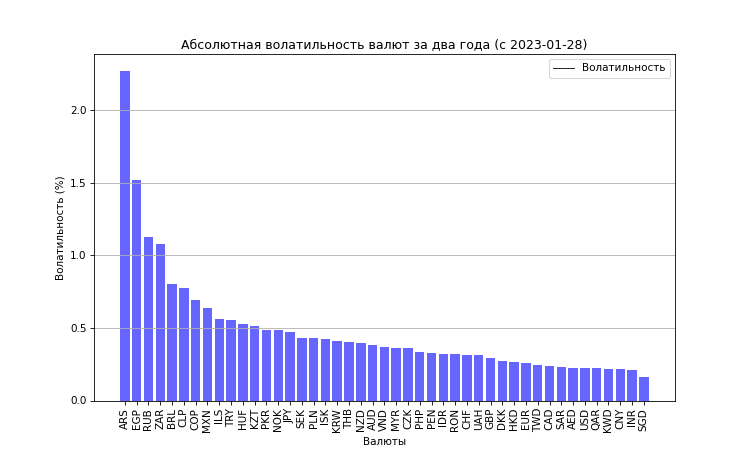 Абсолютная волатильность валют за два года (с 2023-01-28)
Волатильность
Волатильность (%)
2.0
1.5
1.0
0.5
0.0
ARS EGP RUB ZAR BRL CLP COP MXN ILS TRY HUF KZT PKR NOK JPY SEK PLN ISK KRW THB NZD AUD VND MYR CZK PHP PEN IDR RON CHF UAH GBP DKK HKD EUR TWD CAD SAR AED USD QAR KWD CNY INR SGD
Валюты